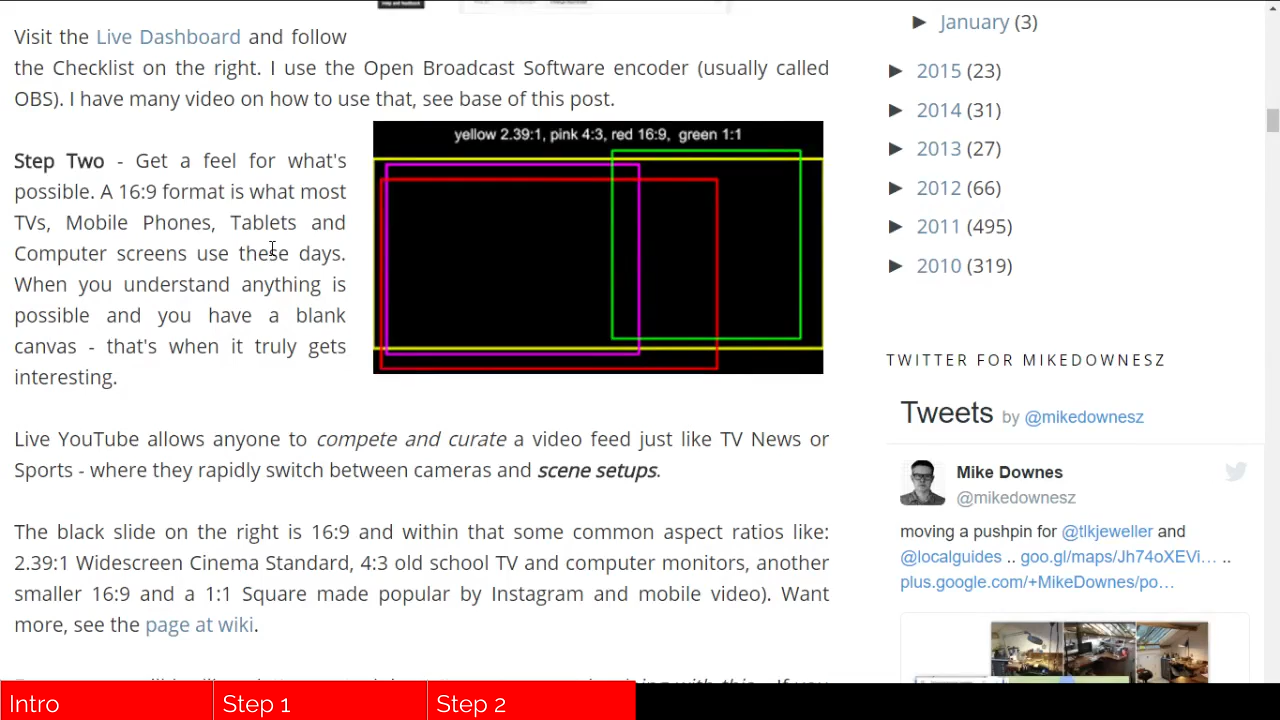 Visit the Live Dashboard and follow
the Checklist on the right. I use the Open Broadcast Software encoder (usually called
OBS). I have many video on how to use that, see base of this post.
yellow 2.39:1, pink 4:3, red 16:9, green 1:1
Step Two - Get a feel for what's
possible. A 16:9 format is what most
TVs, Mobile Phones, Tablets and
Computer screens use these days.
When you understand anything is
possible and you have a blank
canvas - that's when it truly gets
interesting.
Live YouTube allows anyone to compete and curate a video feed just like TV News or
Sports - where they rapidly switch between cameras and scene setups.
The black slide on the right is 16:9 and within that some common aspect ratios like:
2.39:1 Widescreen Cinema Standard, 4:3 old school TV and computer monitors, another
smaller 16:9 and a 1:1 Square made popular by Instagram and mobile video). Want
more, see the page at wiki.
► January (3)
► 2015 (23)
► 2014 (31)
► 2013 (27)
► 2012 (66)
► 2011 (495)
► 2010 (319)
TWITTER FOR MIKEDOWNESZ
Tweets by @mikedownesz
Mike Downes
@mikedownesz
moving a pushpin for @tlkjeweller and
@localguides .. goo.gl/maps/Jh74oXEVi… ..
plus.google.com/+MikeDownes/po…
Intro
Step 1
Step 2